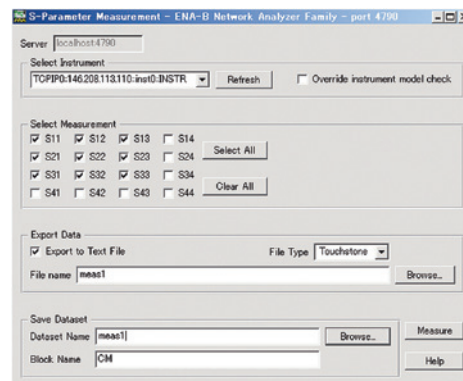 S-Parameter Measurement - ENA-B Network Analyzer Family - port 4790
Server localhost:4790
Select Instrument
TCPIP0:146.208.113.110:inst0:INSTR Refresh Override instrument model check
Select Measurement
S11 S12 S13 S14
S21 S22 S23 S24 Select All
S31 S32 S33 S34
S41 S42 S43 S44 Clear All
Export Data
Export to Text File File Type Touchstone
File name meas1 Browse...
Save Dataset
Dataset Name meas1 Browse... Measure
Block Name CM Help